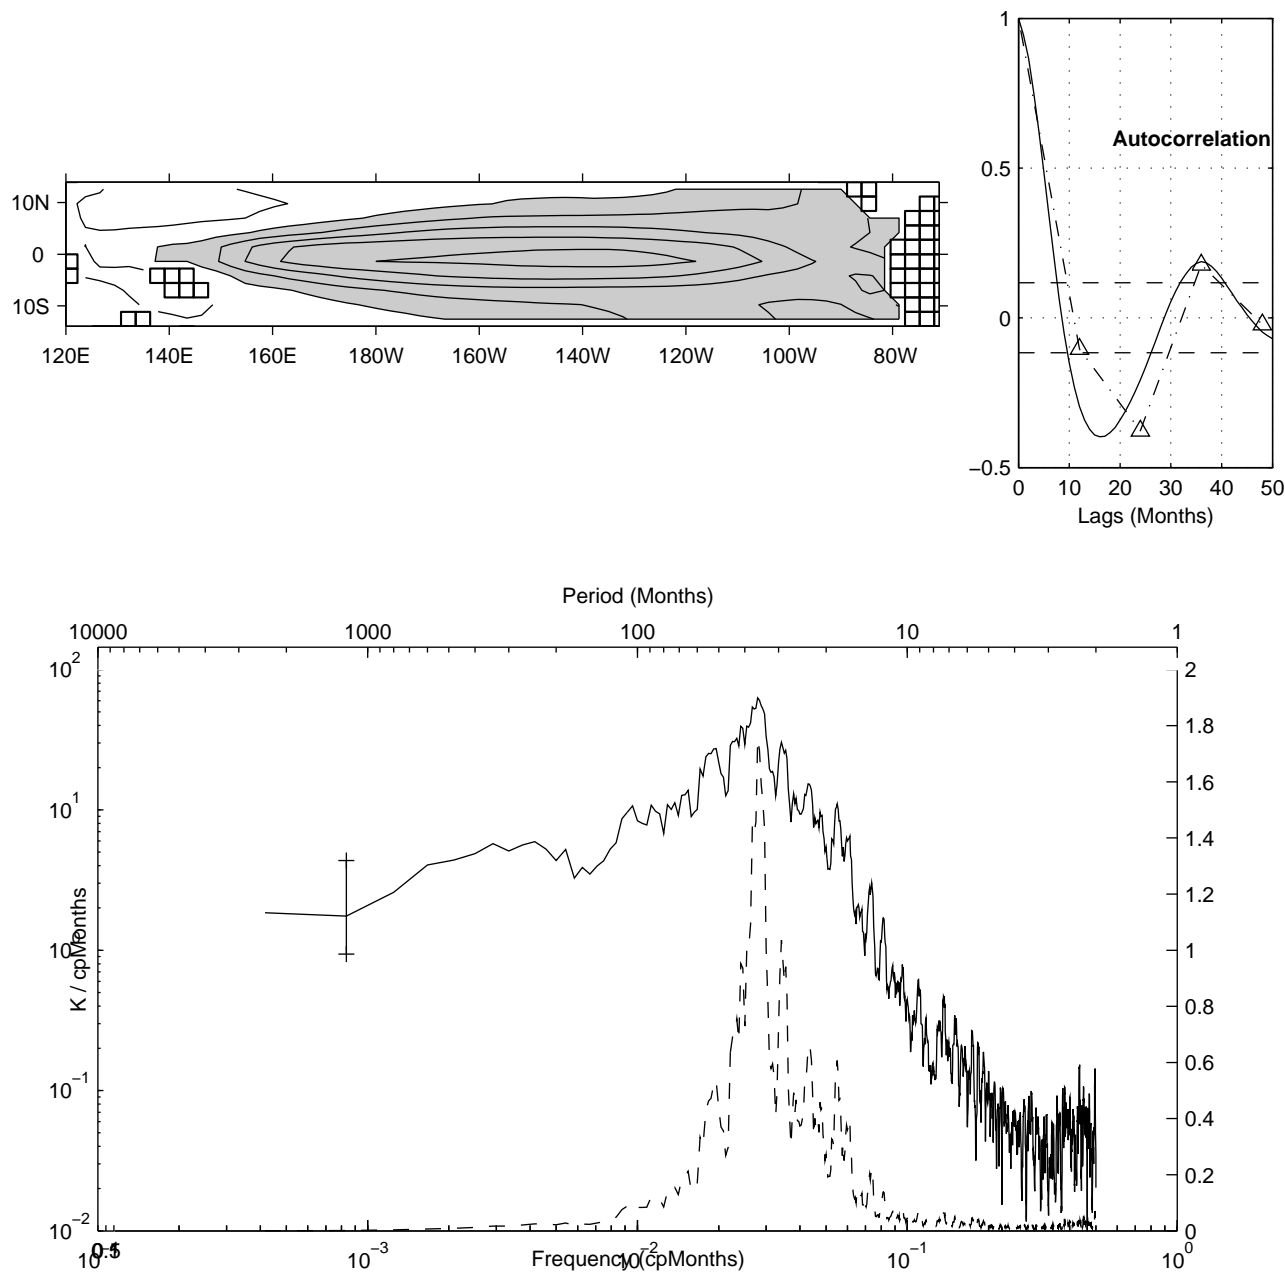 1
0.5
0
−0.5
Autocorrelation
0 10 20 30 40 50
Lags (Months)
10N
0
10S
120E 140E 160E 180W 160W 140W 120W 100W 80W
Period (Months)
10000 1000 100 10 1
10²
10¹
10⁰
10⁻¹
10⁻²
K / cpMonths
2
1.8
1.6
1.4
1.2
1
0.8
0.6
0.4
0.2
0
10⁻³ 10⁻² 10⁻¹ 10⁰
Frequency (cpMonths)